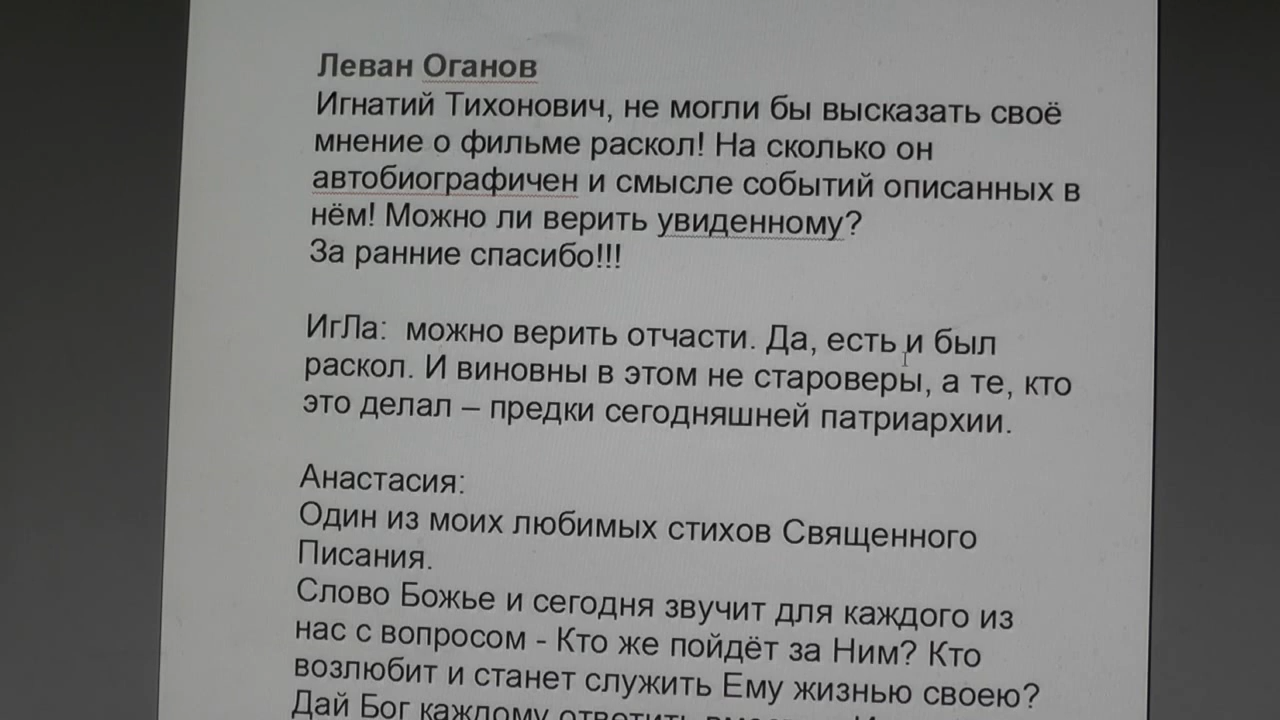 Леван Оганов
Игнатий Тихонович, не могли бы высказать своё
мнение о фильме раскол! На сколько он
автобиографичен и смысле событий описанных в
нём! Можно ли верить увиденному?
За ранние спасибо!!!
ИгЛа: можно верить отчасти. Да, есть и был
раскол. И виновны в этом не староверы, а те, кто
это делал – предки сегодняшней патриархии.
Анастасия:
Один из моих любимых стихов Священного
Писания.
Слово Божье и сегодня звучит для каждого из
нас с вопросом - Кто же пойдёт за Ним? Кто
возлюбит и станет служить Ему жизнью своею?
Дай Бог каждому ответить